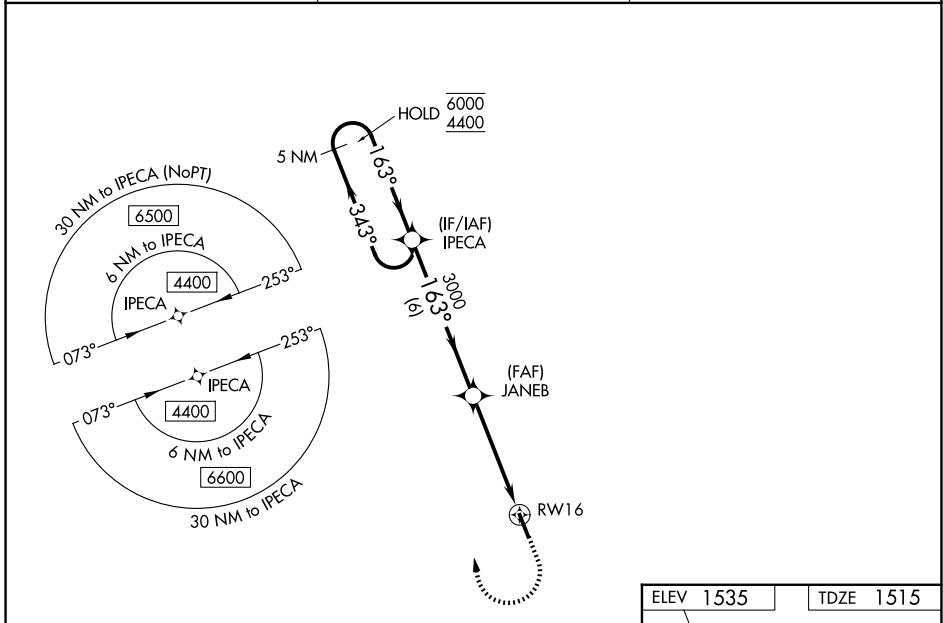 HOLD 6000
4400
5 NM
163°
343°
(IF/IAF)
IPECA
3000
163°
(6)
(FAF)
JANEB
RW16
30 NM to IPECA (NoPT)
6500
6 NM to IPECA
4400
IPECA
253°
073°
253°
IPECA
073°
4400
6 NM to IPECA
6600
30 NM to IPECA
ELEV 1535
TDZE 1515